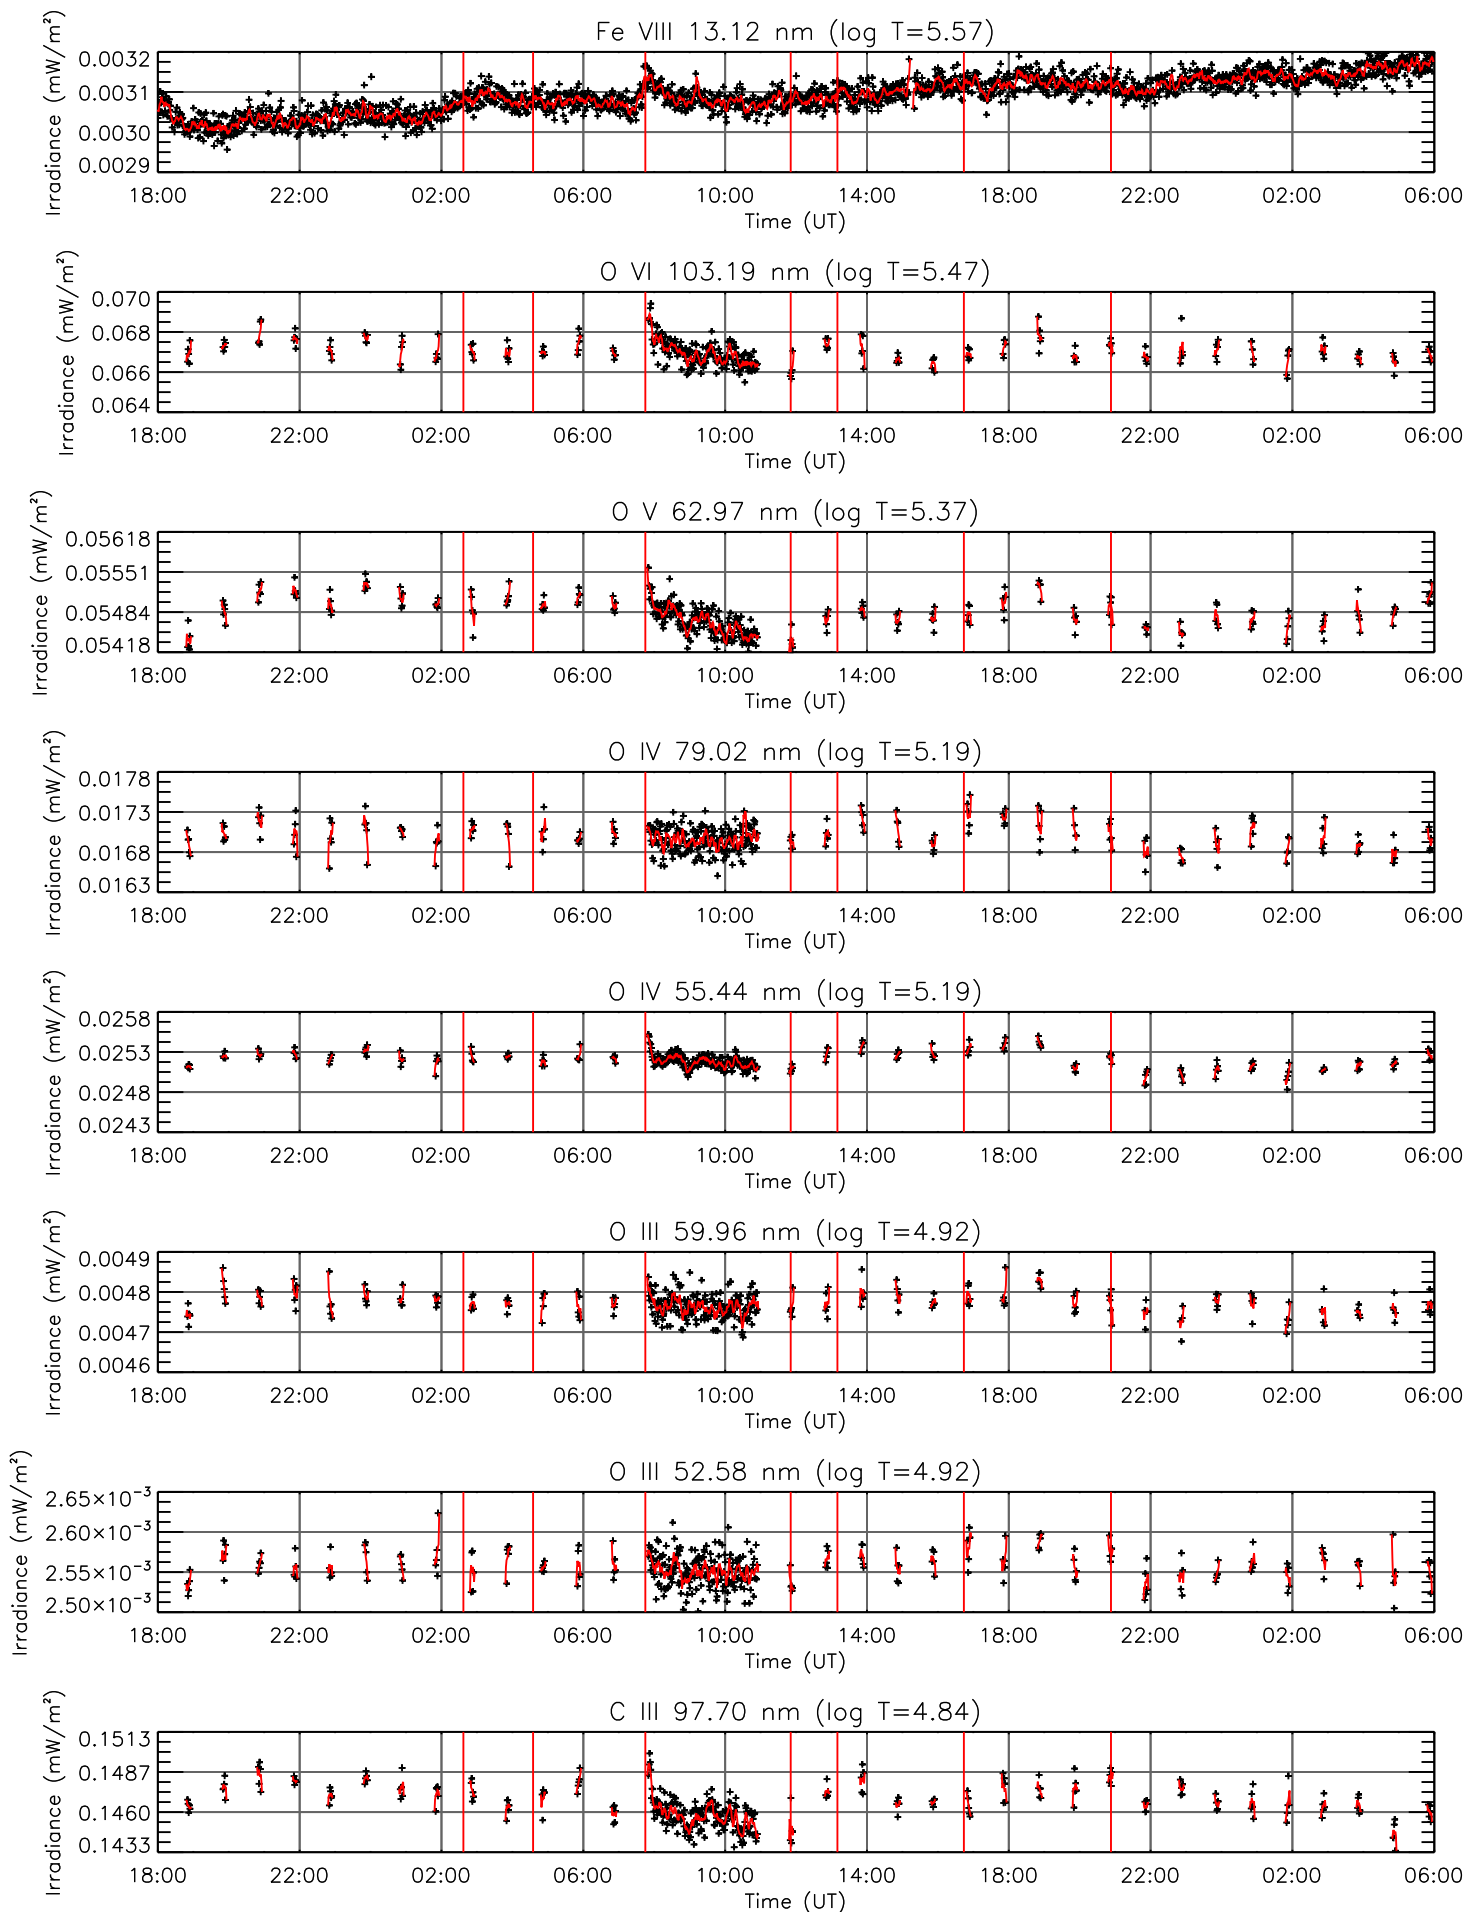 Fe VIII 13.12 nm (log T=5.57)
Irradiance (mW/m²)
0.0032
0.0031
0.0030
0.0029
18:00 22:00 02:00 06:00 10:00 14:00 18:00 22:00 02:00 06:00
Time (UT)
O VI 103.19 nm (log T=5.47)
Irradiance (mW/m²)
0.070
0.068
0.066
0.064
18:00 22:00 02:00 06:00 10:00 14:00 18:00 22:00 02:00 06:00
Time (UT)
O V 62.97 nm (log T=5.37)
Irradiance (mW/m²)
0.05618
0.05551
0.05484
0.05418
18:00 22:00 02:00 06:00 10:00 14:00 18:00 22:00 02:00 06:00
Time (UT)
O IV 79.02 nm (log T=5.19)
Irradiance (mW/m²)
0.0178
0.0173
0.0168
0.0163
18:00 22:00 02:00 06:00 10:00 14:00 18:00 22:00 02:00 06:00
Time (UT)
O IV 55.44 nm (log T=5.19)
Irradiance (mW/m²)
0.0258
0.0253
0.0248
0.0243
18:00 22:00 02:00 06:00 10:00 14:00 18:00 22:00 02:00 06:00
Time (UT)
O III 59.96 nm (log T=4.92)
Irradiance (mW/m²)
0.0049
0.0048
0.0047
0.0046
18:00 22:00 02:00 06:00 10:00 14:00 18:00 22:00 02:00 06:00
Time (UT)
O III 52.58 nm (log T=4.92)
Irradiance (mW/m²)
2.65×10⁻³
2.60×10⁻³
2.55×10⁻³
2.50×10⁻³
18:00 22:00 02:00 06:00 10:00 14:00 18:00 22:00 02:00 06:00
Time (UT)
C III 97.70 nm (log T=4.84)
Irradiance (mW/m²)
0.1513
0.1487
0.1460
0.1433
18:00 22:00 02:00 06:00 10:00 14:00 18:00 22:00 02:00 06:00
Time (UT)